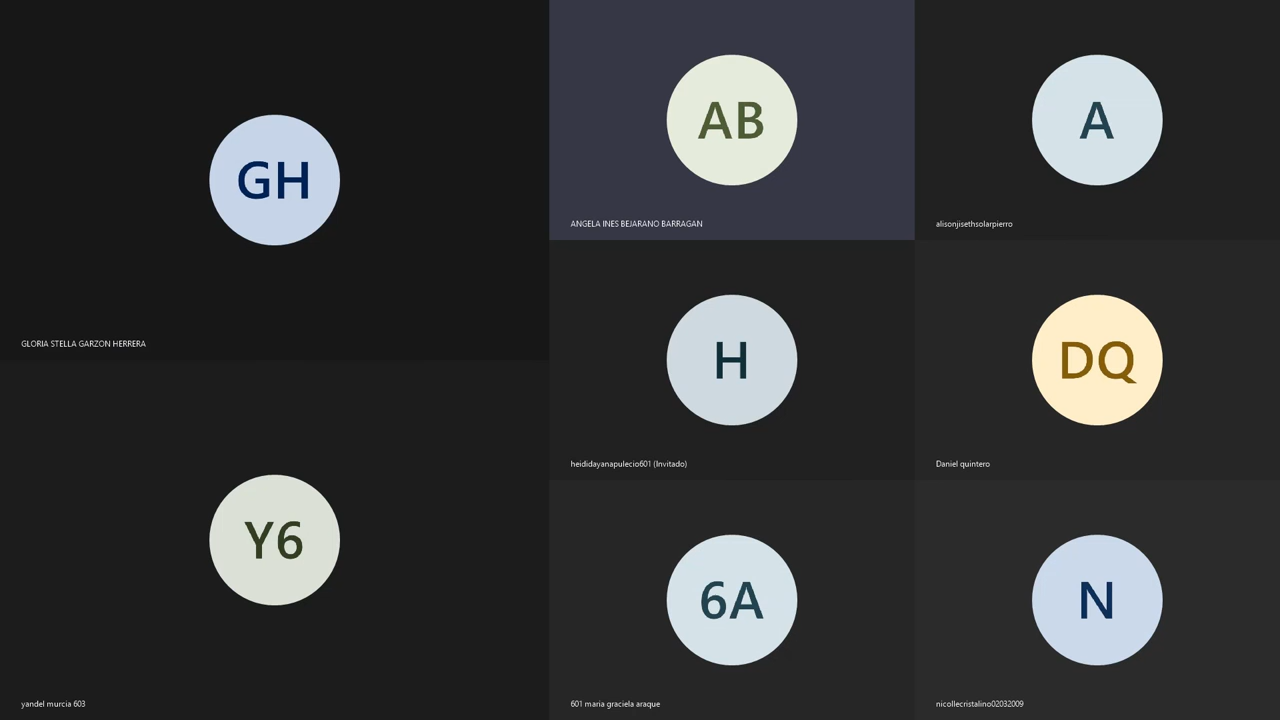 GH
GLORIA STELLA GARZON HERRERA
AB
ANGELA INES BEJARANO BARRAGAN
A
alisonjisethsolarpierro
H
heididayanapulecio601 (Invitado)
DQ
Daniel quintero
Y6
yandel murcia 603
6A
601 maria graciela araque
N
nicollecristalino02032009